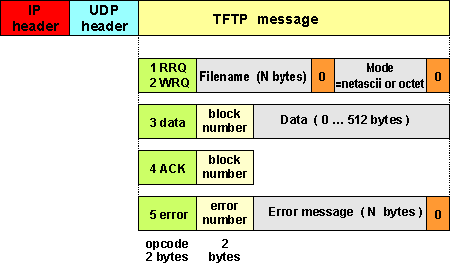 IP header UDP header TFTP message
1 RRQ
2 WRQ Filename (N bytes) 0 Mode =netascii or octet 0
3 data block number Data ( 0 ... 512 bytes )
4 ACK block number
5 error error number Error message ( N bytes ) 0
opcode 2
2 bytes bytes